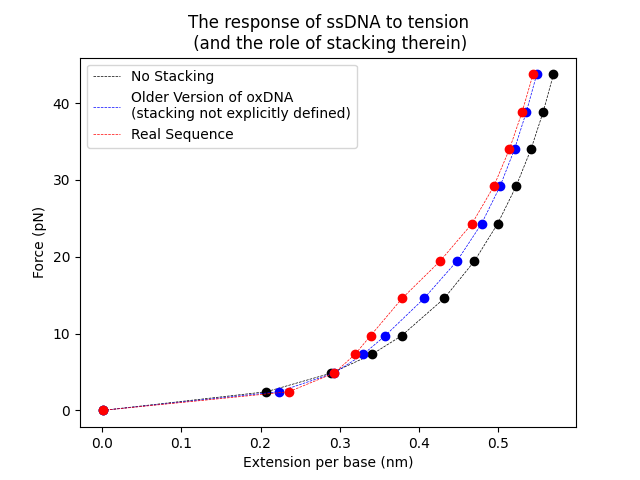 The response of ssDNA to tension
(and the role of stacking therein)
No Stacking
Older Version of oxDNA
(stacking not explicitly defined)
Real Sequence
Force (pN)
40
30
20
10
0
0.0 0.1 0.2 0.3 0.4 0.5
Extension per base (nm)